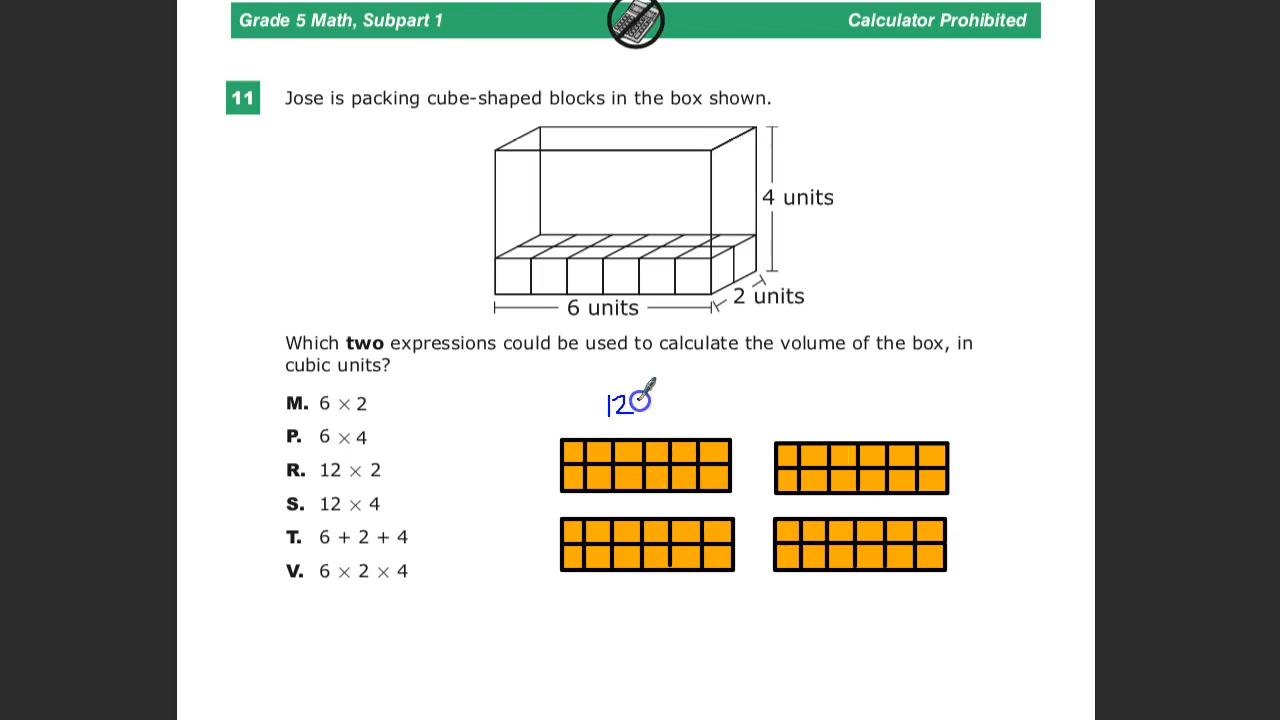 Grade 5 Math, Subpart 1
Calculator Prohibited
11 Jose is packing cube-shaped blocks in the box shown.
4 units
2 units
6 units
Which two expressions could be used to calculate the volume of the box, in
cubic units?
M. 6 × 2
12
P. 6 × 4
R. 12 × 2
S. 12 × 4
T. 6 + 2 + 4
V. 6 × 2 × 4